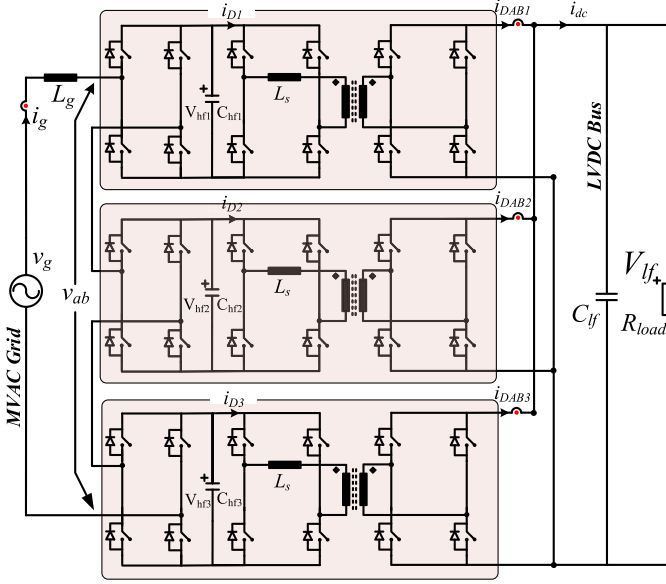 i_D1
i_DAB1
i_dc
L_g
i_g
V_hf1
C_hf1
L_s
LVDC Bus
i_D2
i_DAB2
v_g
v_ab
V_hf2
C_hf2
L_s
V_lf
C_lf
R_load
MVAC Grid
i_D3
i_DAB3
V_hf3
C_hf3
L_s